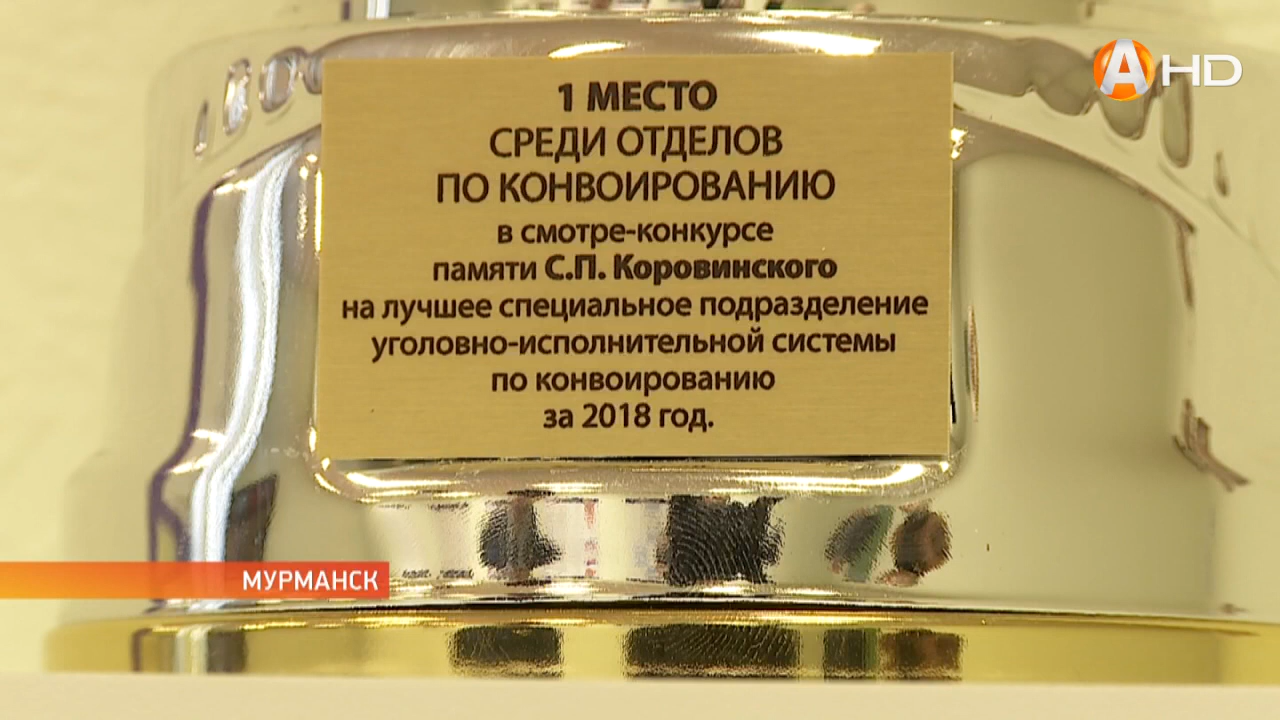 А HD
1 МЕСТО
СРЕДИ ОТДЕЛОВ
ПО КОНВОИРОВАНИЮ
в смотре-конкурсе
памяти С.П. Коровинского
на лучшее специальное подразделение
уголовно-исполнительной системы
по конвоированию
за 2018 год.
МУРМАНСК